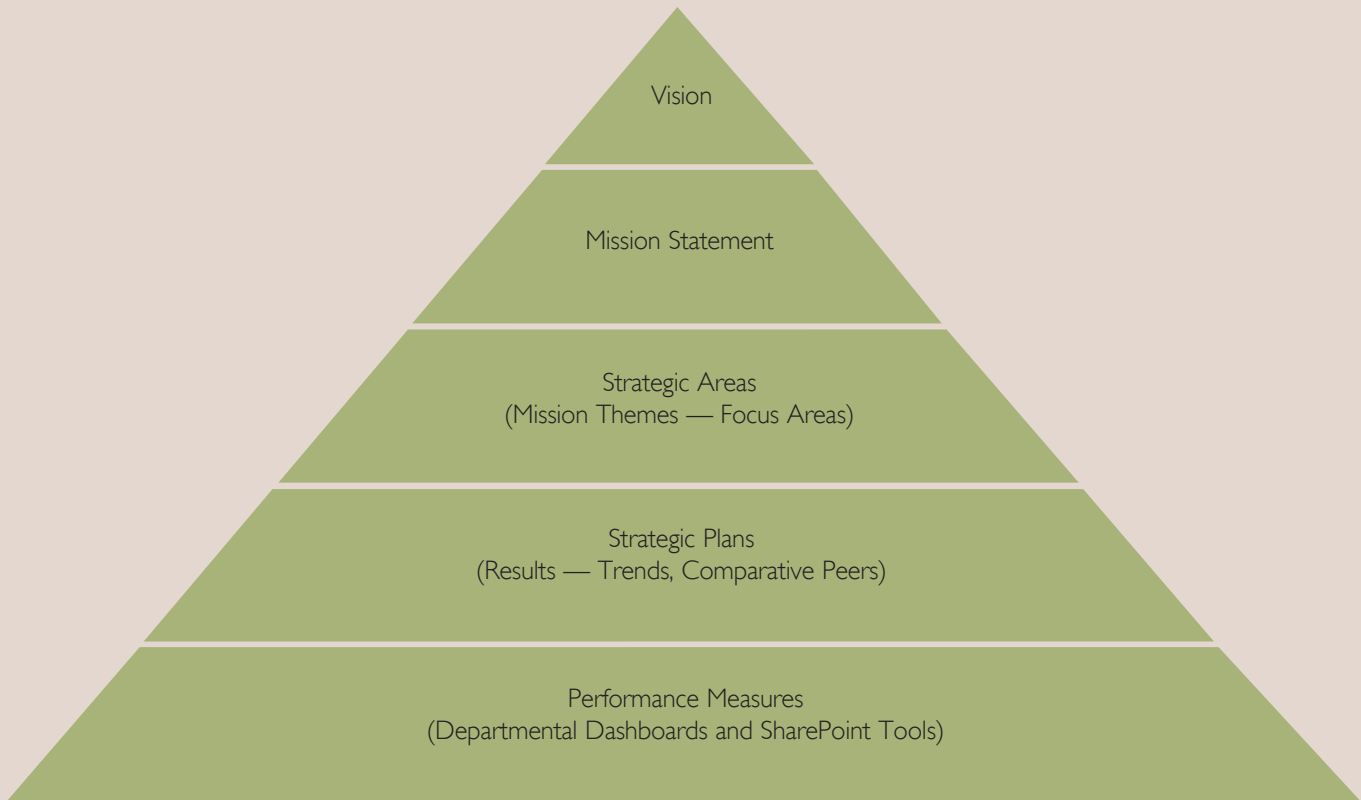 Vision
Mission Statement
Strategic Areas
(Mission Themes — Focus Areas)
Strategic Plans
(Results — Trends, Comparative Peers)
Performance Measures
(Departmental Dashboards and SharePoint Tools)